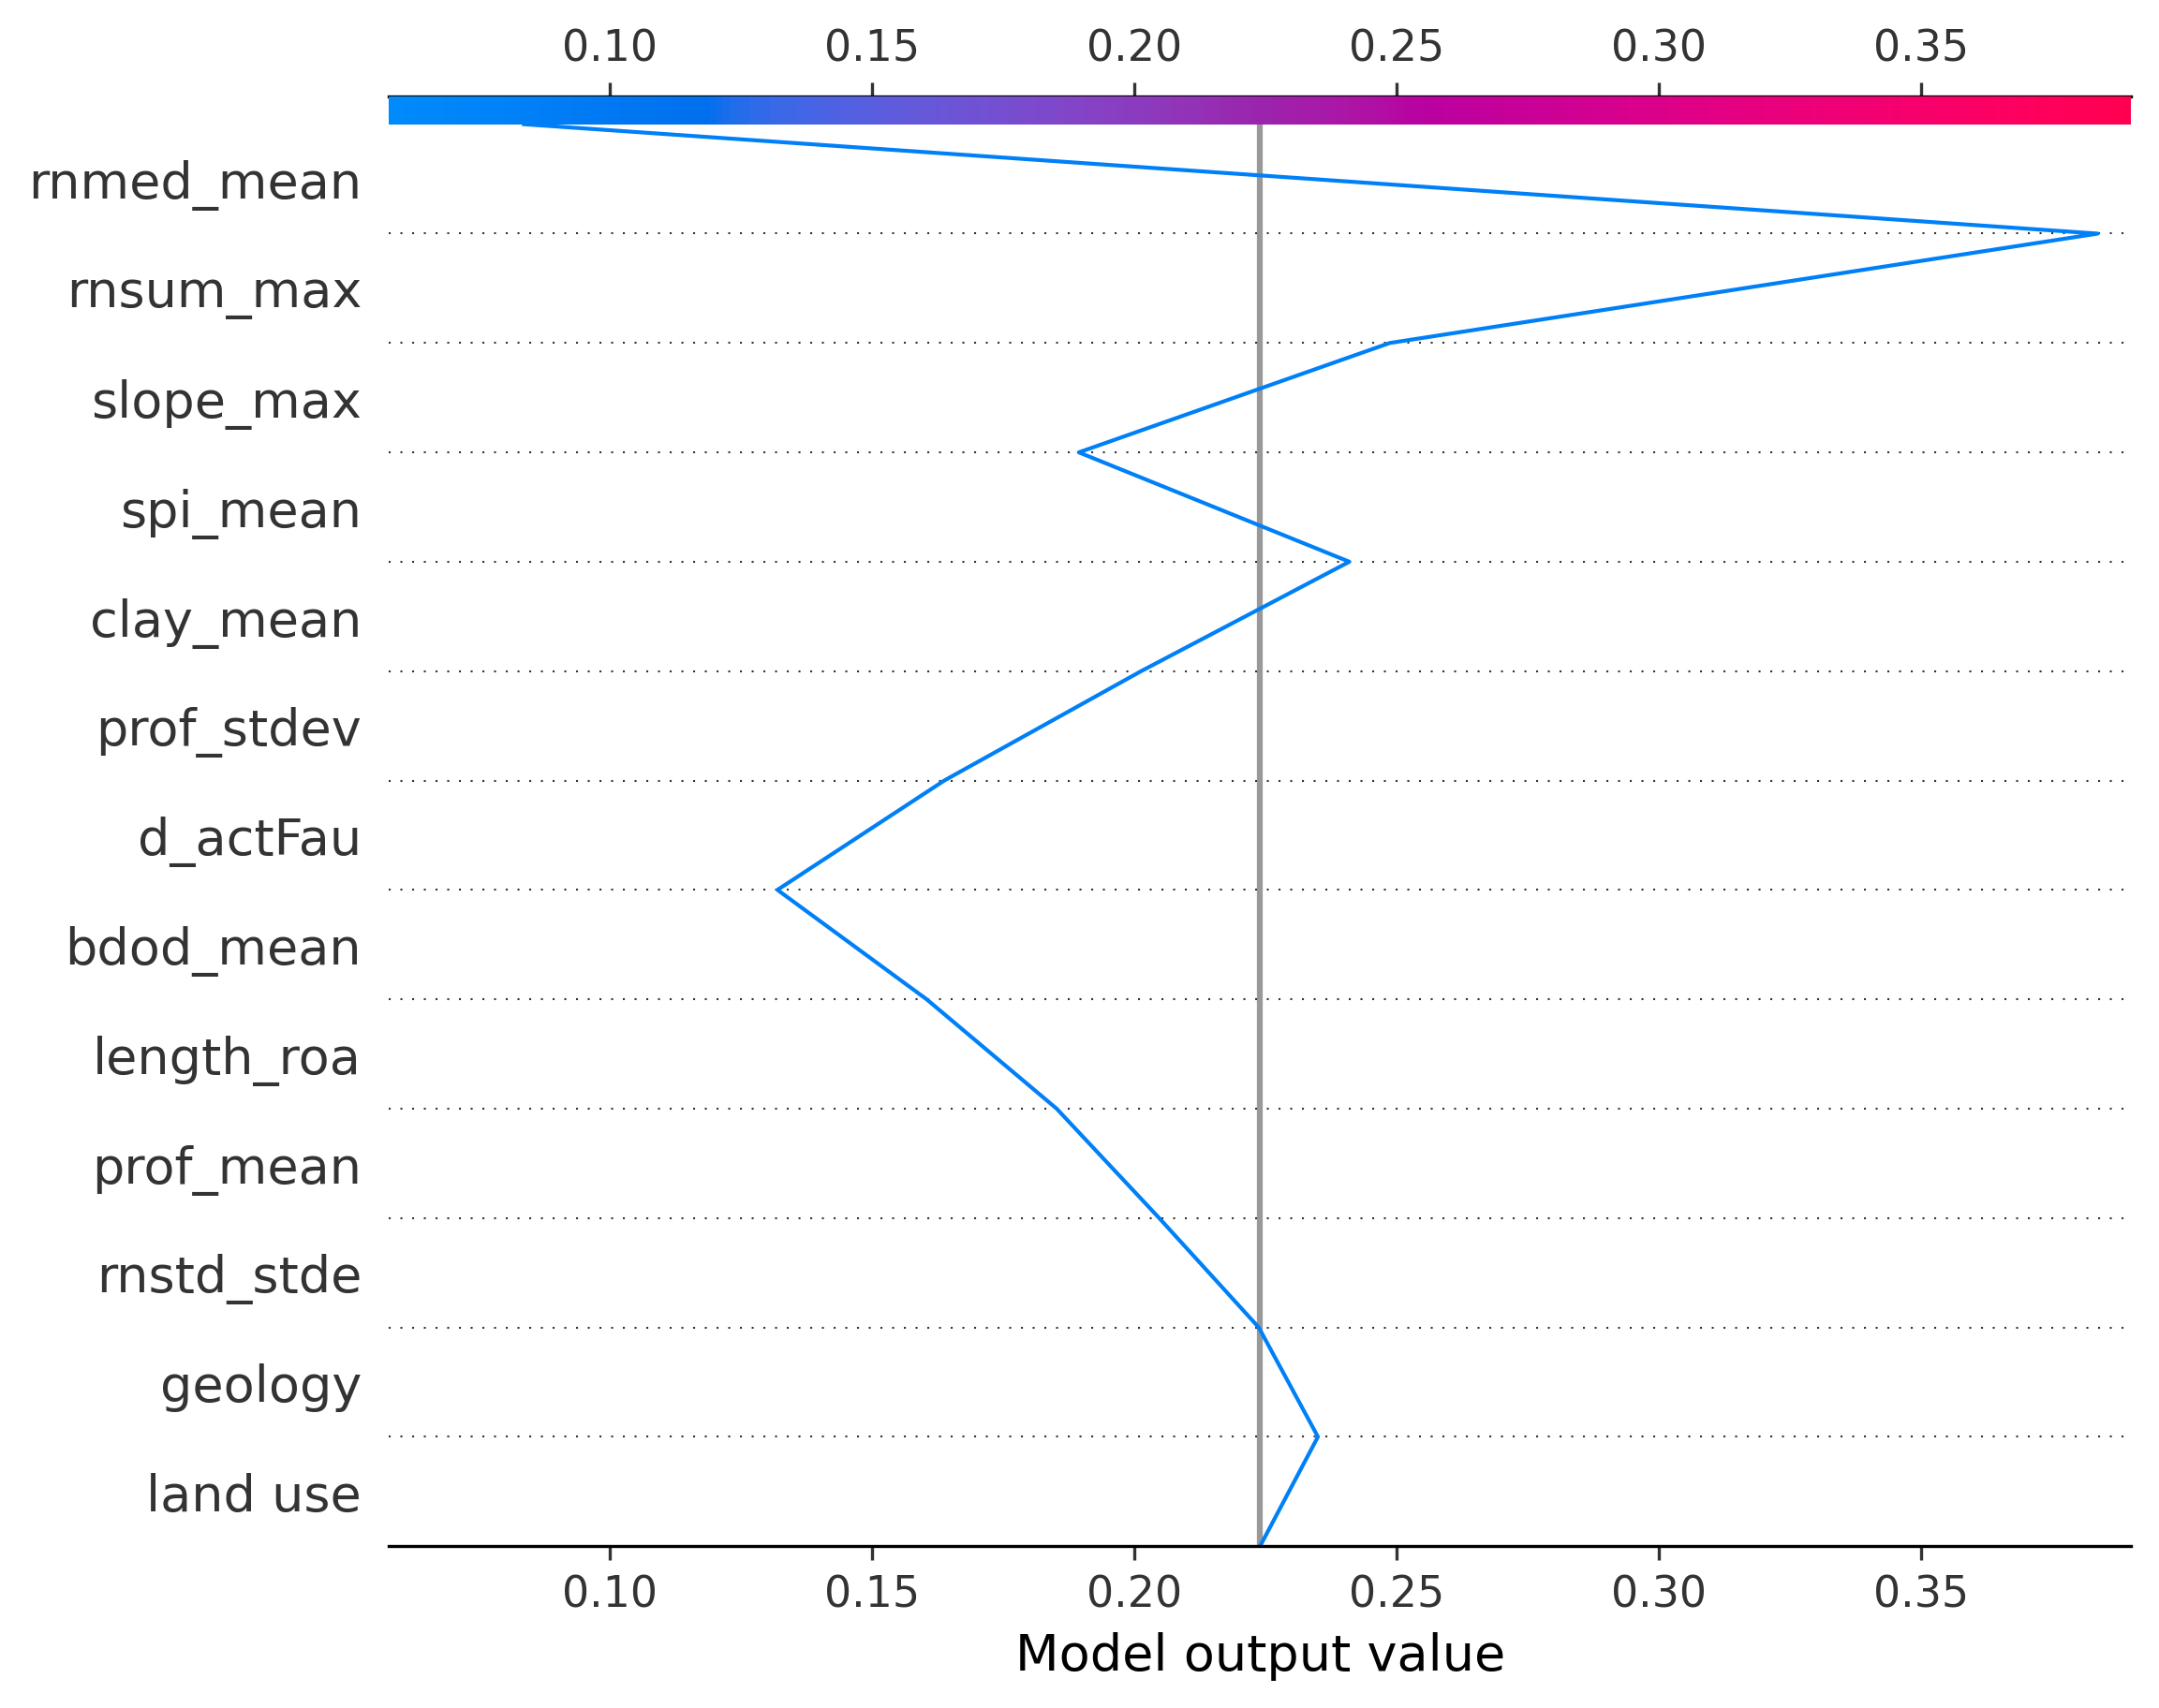 0.10 0.15 0.20 0.25 0.30 0.35
rnmed_mean
rnsum_max
slope_max
spi_mean
clay_mean
prof_stdev
d_actFau
bdod_mean
length_roa
prof_mean
rnstd_stde
geology
land use
0.10 0.15 0.20 0.25 0.30 0.35
Model output value